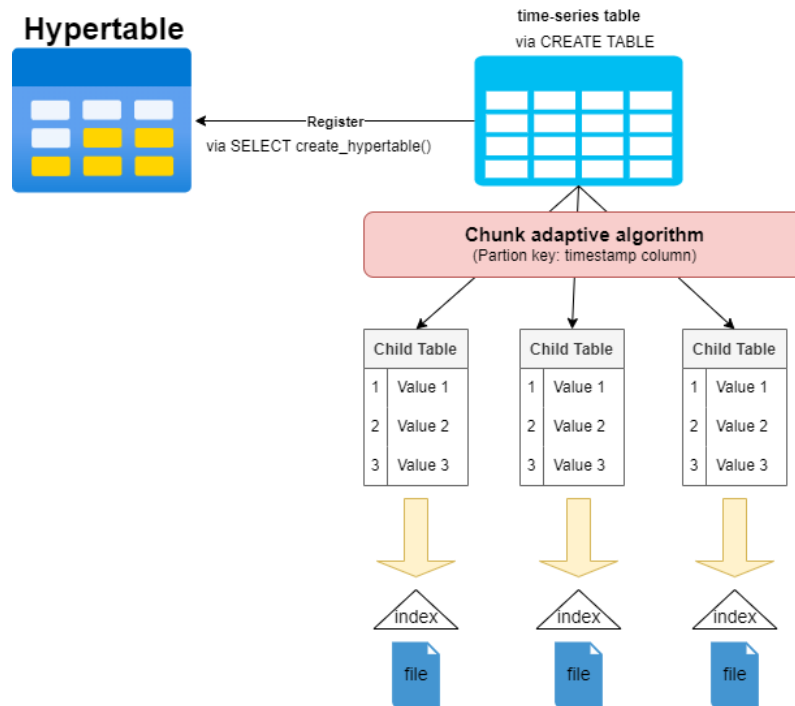 Hypertable
time-series table
via CREATE TABLE
Register
via SELECT create_hypertable()
Chunk adaptive algorithm
(Partion key: timestamp column)
Child Table
1 Value 1
2 Value 2
3 Value 3
Child Table
1 Value 1
2 Value 2
3 Value 3
Child Table
1 Value 1
2 Value 2
3 Value 3
index
index
index
file
file
file